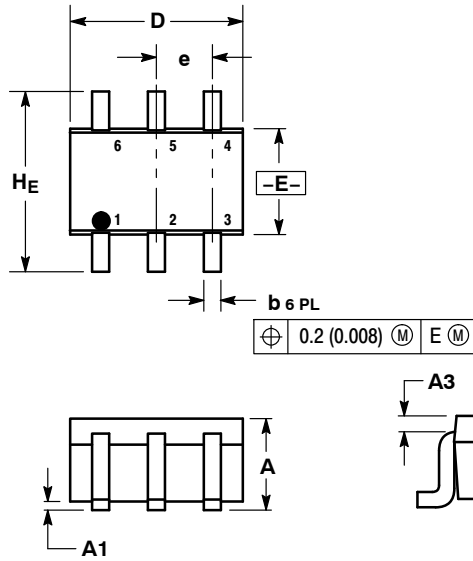 D
e
6 5 4
HE
–E–
1 2 3
b 6 PL
⌖ 0.2 (0.008) Ⓜ E Ⓜ
A3
A
A1